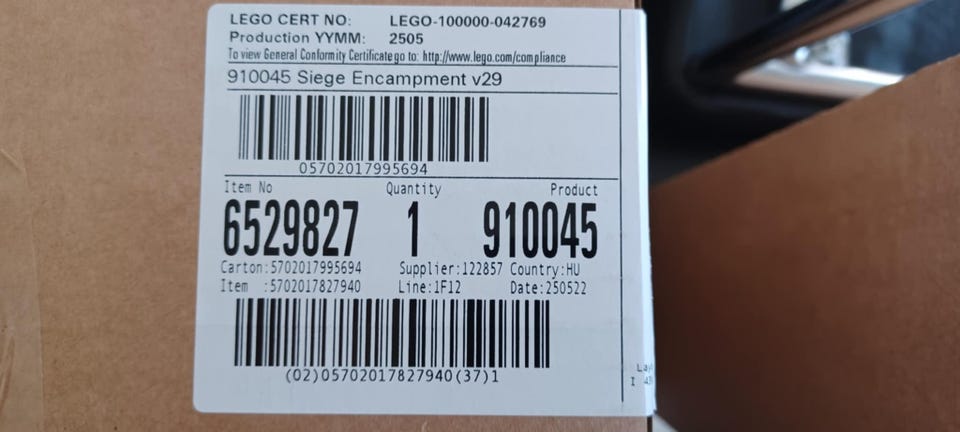 LEGO CERT NO: LEGO-100000-042769
Production YYMM: 2505
To view General Conformity Certificate go to: http://www.lego.com/compliance
910045 Siege Encampment v29
05702017995694
Item No Quantity Product
6529827 1 910045
Carton:5702017995694 Supplier:122857 Country:HU
Item :5702017827940 Line:1F12 Date:250522
(02)05702017827940(37)1
I